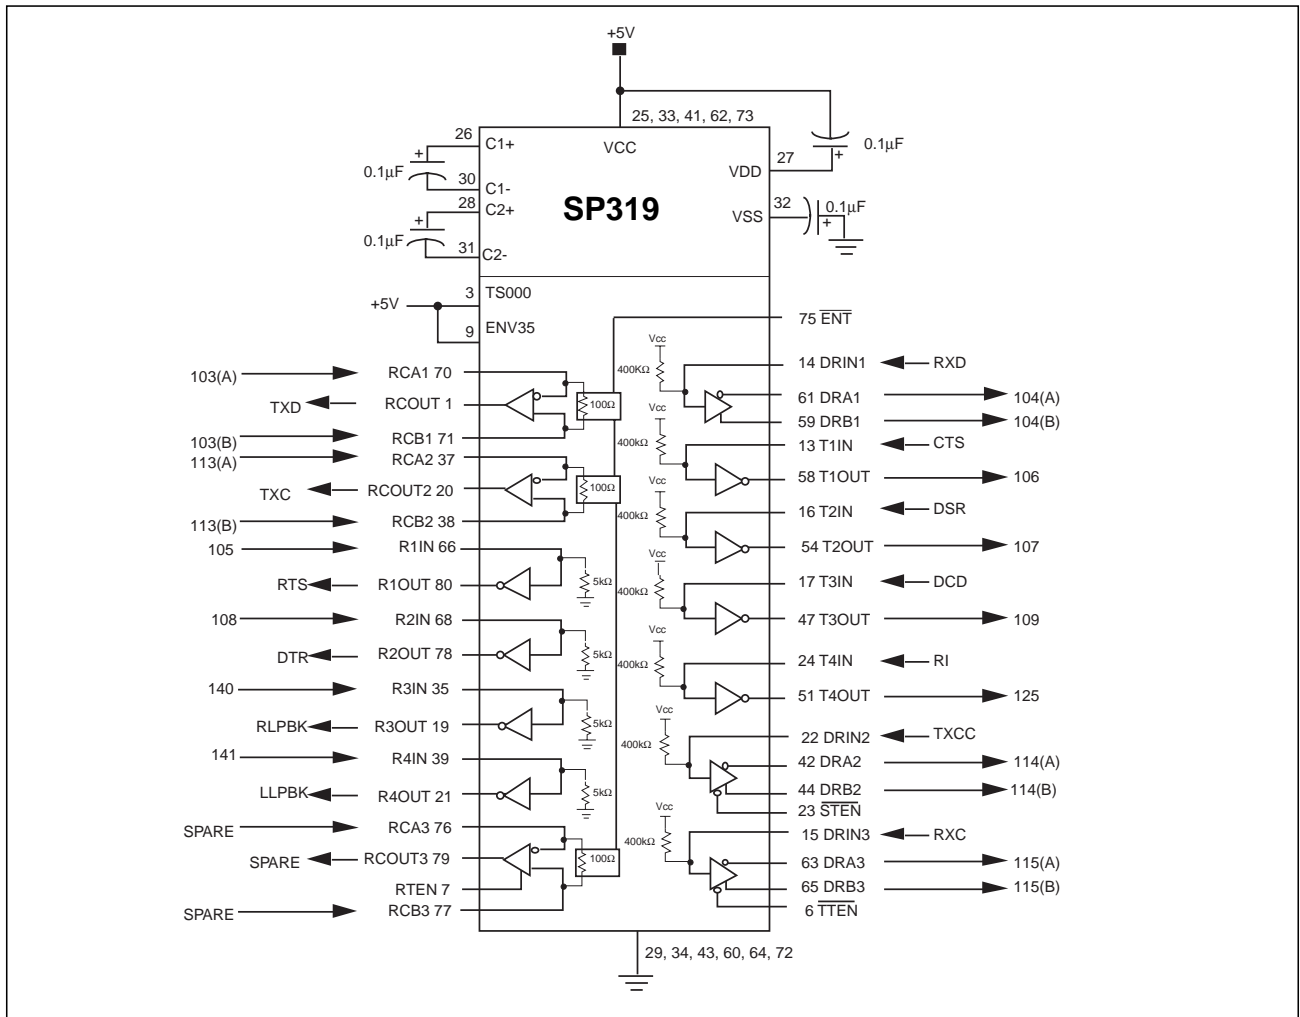 +5V
25, 33, 41, 62, 73
26
C1+
VCC
0.1µF
+
0.1µF
27
VDD
+
30
C1-
28
C2+
SP319
32
0.1µF
VSS
+
+
0.1µF
31
C2-
3
TS000
+5V
9
ENV35
75 ENT
Vcc
14 DRIN1
RXD
400KΩ
61 DRA1
104(A)
59 DRB1
104(B)
103(A)
RCA1 70
TXD
RCOUT 1
100Ω
103(B)
RCB1 71
Vcc
400kΩ
13 T1IN
CTS
58 T1OUT
106
113(A)
RCA2 37
TXC
RCOUT2 20
100Ω
113(B)
RCB2 38
Vcc
400kΩ
16 T2IN
DSR
54 T2OUT
107
105
R1IN 66
RTS
R1OUT 80
5kΩ
Vcc
400kΩ
17 T3IN
DCD
47 T3OUT
109
108
R2IN 68
DTR
R2OUT 78
5kΩ
Vcc
400kΩ
24 T4IN
RI
51 T4OUT
125
140
R3IN 35
RLPBK
R3OUT 19
5kΩ
Vcc
400kΩ
22 DRIN2
TXCC
42 DRA2
114(A)
44 DRB2
114(B)
23 STEN
141
R4IN 39
LLPBK
R4OUT 21
5kΩ
Vcc
400kΩ
15 DRIN3
RXC
63 DRA3
115(A)
65 DRB3
115(B)
6 TTEN
SPARE
RCA3 76
SPARE
RCOUT3 79
100Ω
RTEN 7
SPARE
RCB3 77
29, 34, 43, 60, 64, 72